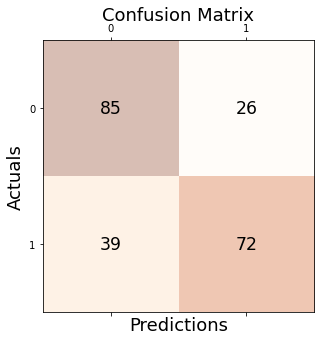 Confusion Matrix
0 1
0 85 26
Actuals
1 39 72
Predictions